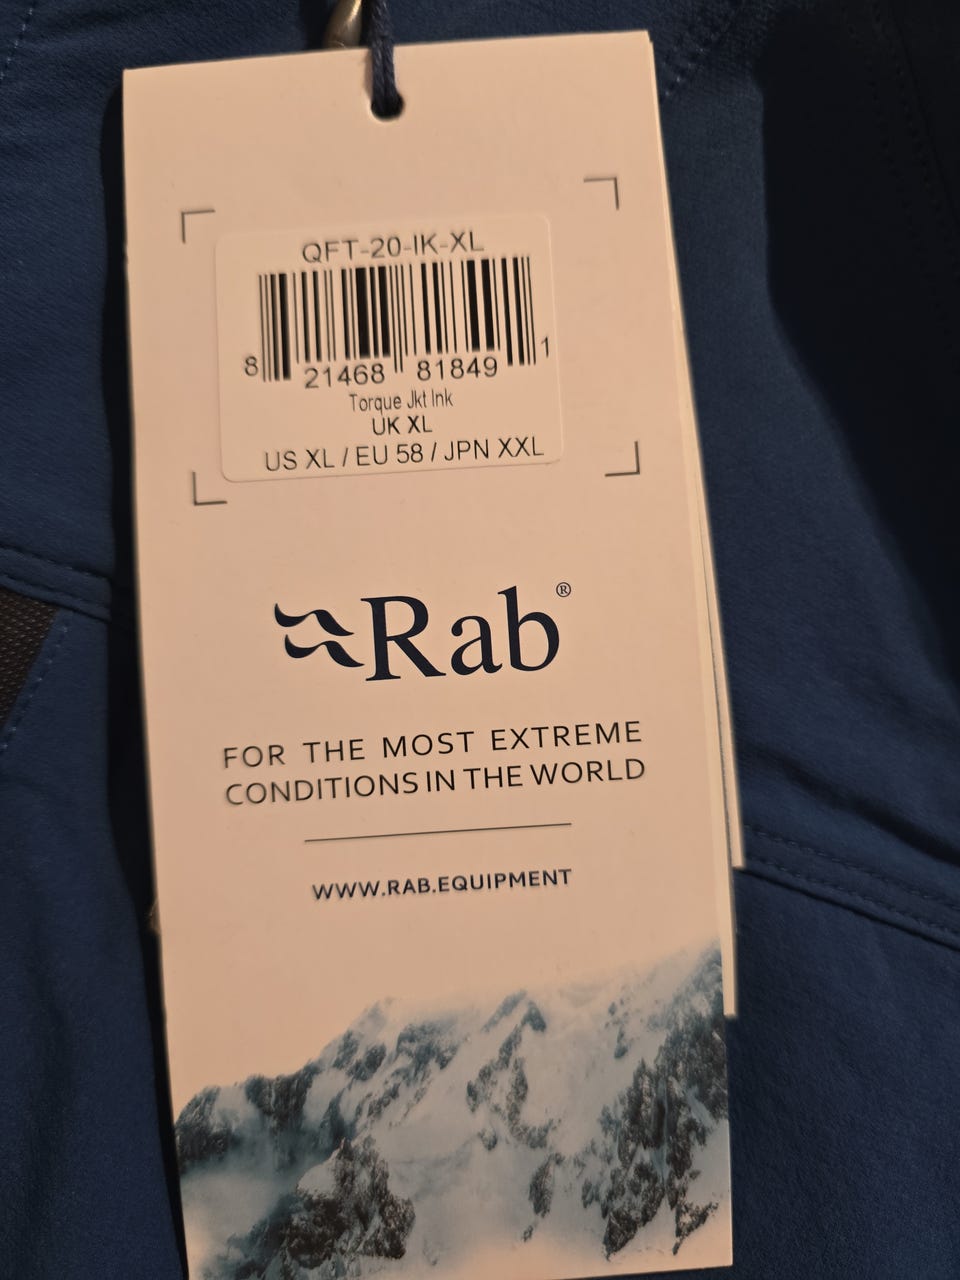 QFT-20-IK-XL
8 21468 81849 1
Torque Jkt Ink
UK XL
US XL / EU 58 / JPN XXL
Rab®
FOR THE MOST EXTREME
CONDITIONS IN THE WORLD
WWW.RAB.EQUIPMENT